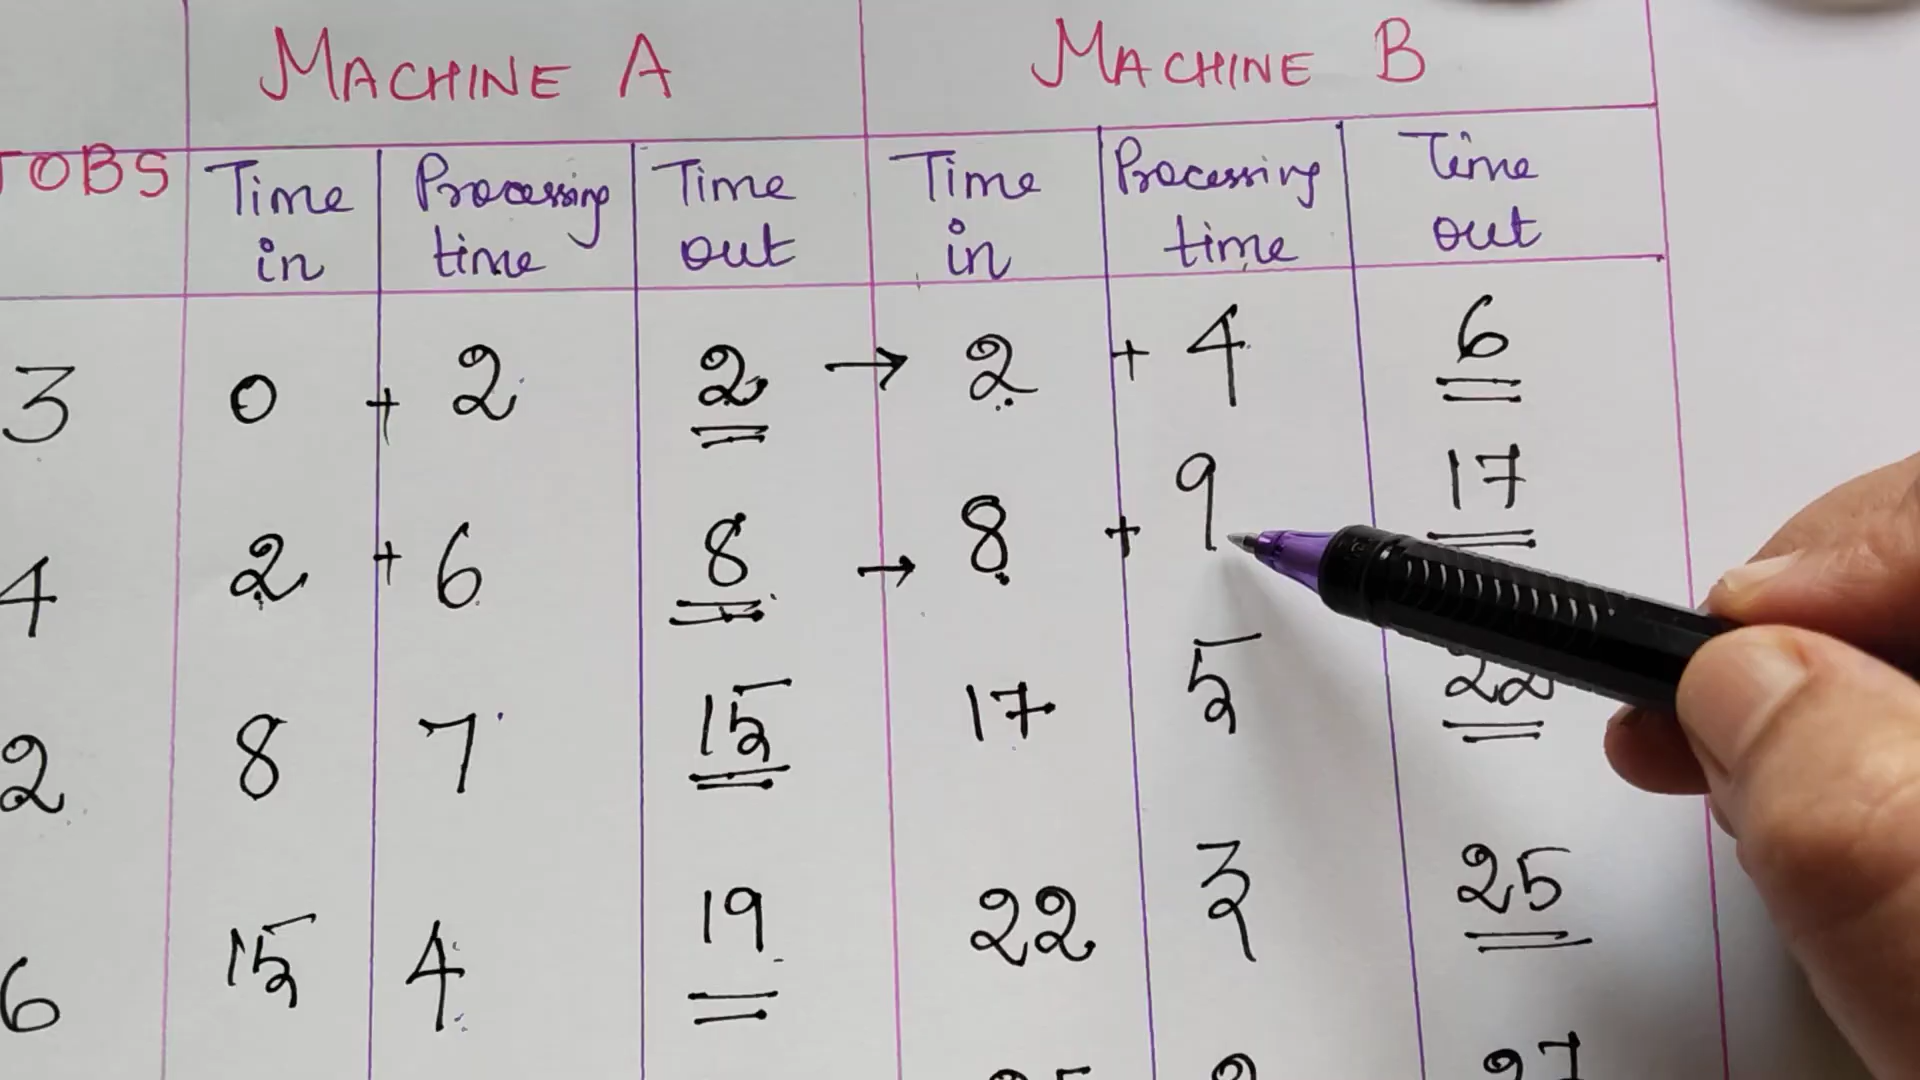 MACHINE A MACHINE B
JOBS Time in Processing time Time out Time in Processing time Time out
3 0 + 2 2 → 2 + 4 6
4 2 + 6 8 → 8 + 9 17
2 8 7 15 17 5 22
6 15 4 19 22 3 25
27